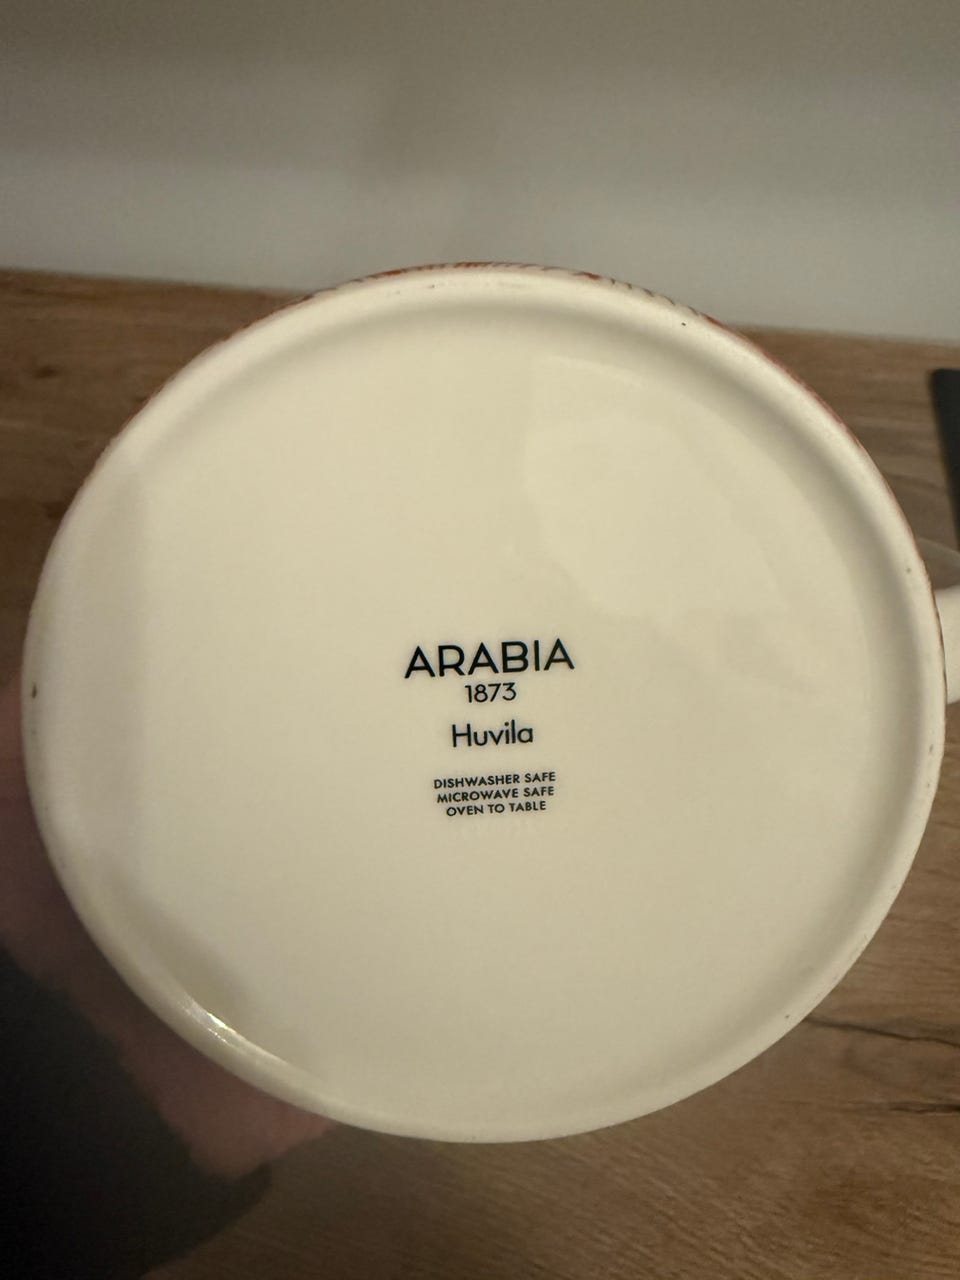 ARABIA
1873
Huvila
DISHWASHER SAFE
MICROWAVE SAFE
OVEN TO TABLE